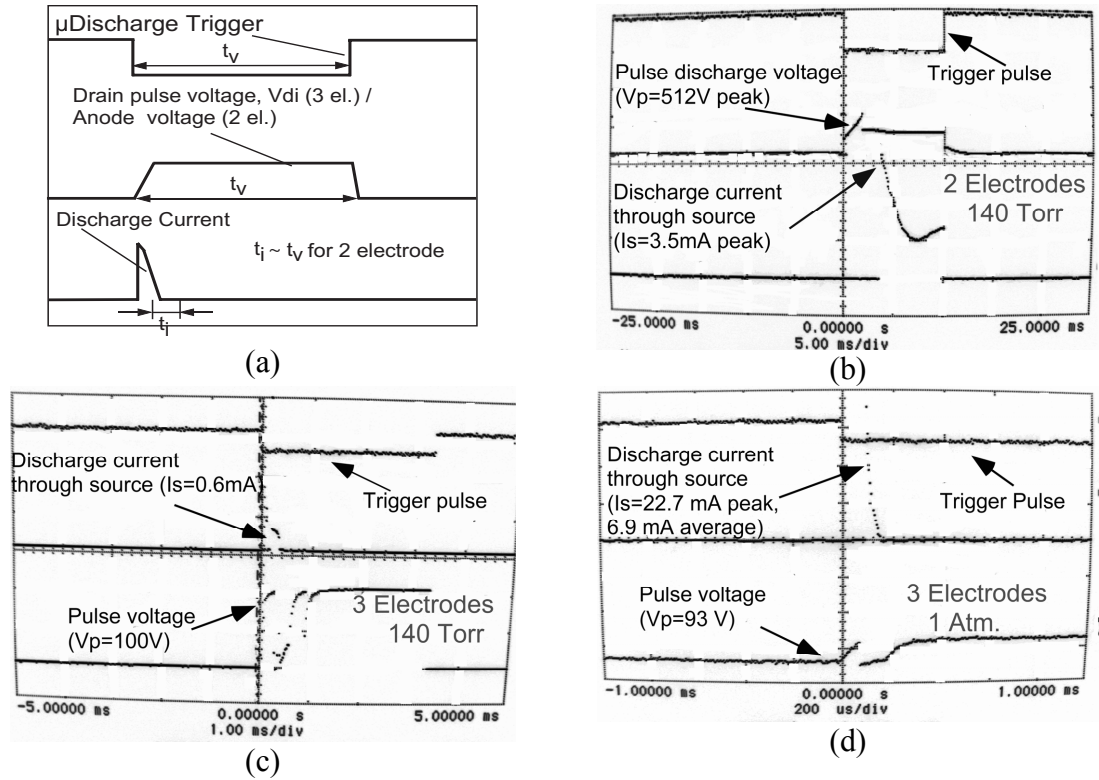 µDischarge Trigger
tv
Drain pulse voltage, Vdi (3 el.) /
Anode voltage (2 el.)
tv
Discharge Current
ti ~ tv for 2 electrode
ti
(a)
Pulse discharge voltage
(Vp=512V peak)
Trigger pulse
Discharge current
through source
(Is=3.5mA peak)
2 Electrodes
140 Torr
-25.0000 ms
0.00000 s
25.0000 ms
5.00 ms/div
(b)
Discharge current
through source (Is=0.6mA)
Trigger pulse
Pulse voltage
(Vp=100V)
3 Electrodes
140 Torr
-5.00000 ms
0.00000 s
5.00000 ms
1.00 ms/div
(c)
Discharge current
through source
(Is=22.7 mA peak,
6.9 mA average)
Trigger Pulse
Pulse voltage
(Vp=93 V)
3 Electrodes
1 Atm.
-1.00000 ms
0.00000 s
1.00000 ms
200 us/div
(d)